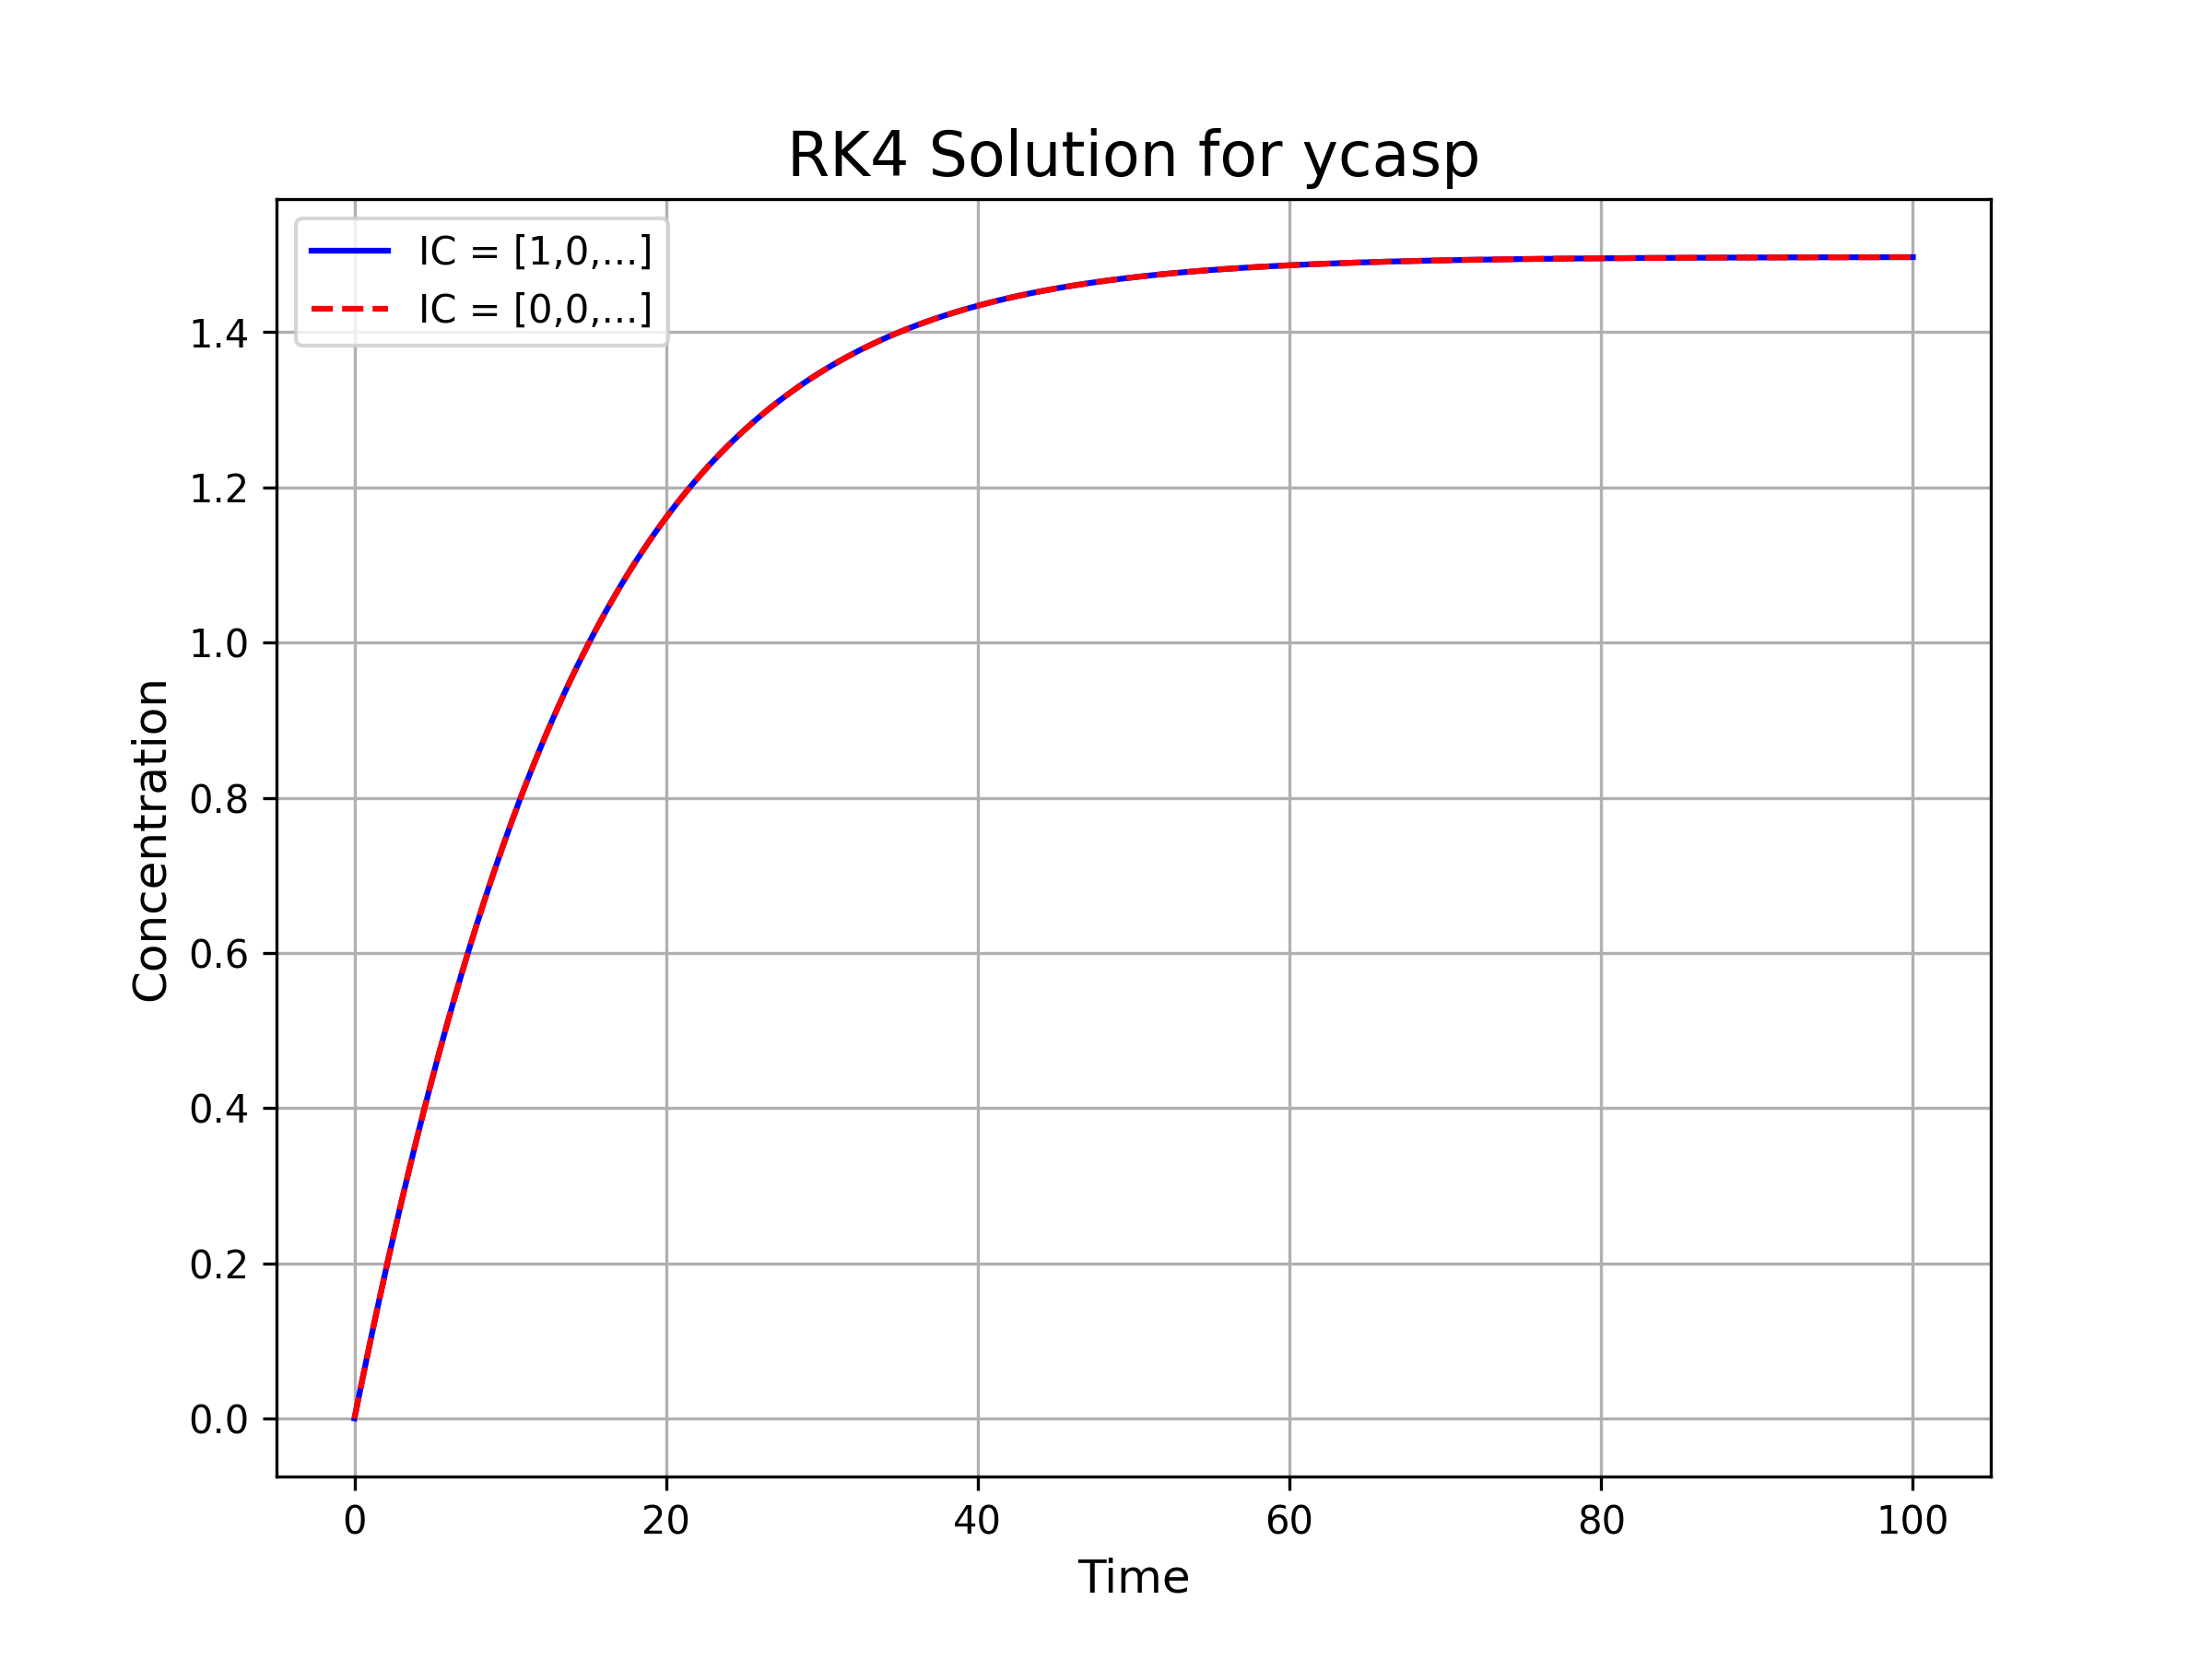 RK4 Solution for ycasp
IC = [1,0,...]
IC = [0,0,...]
1.4
1.2
1.0
0.8
0.6
0.4
0.2
0.0
Concentration
0 20 40 60 80 100
Time